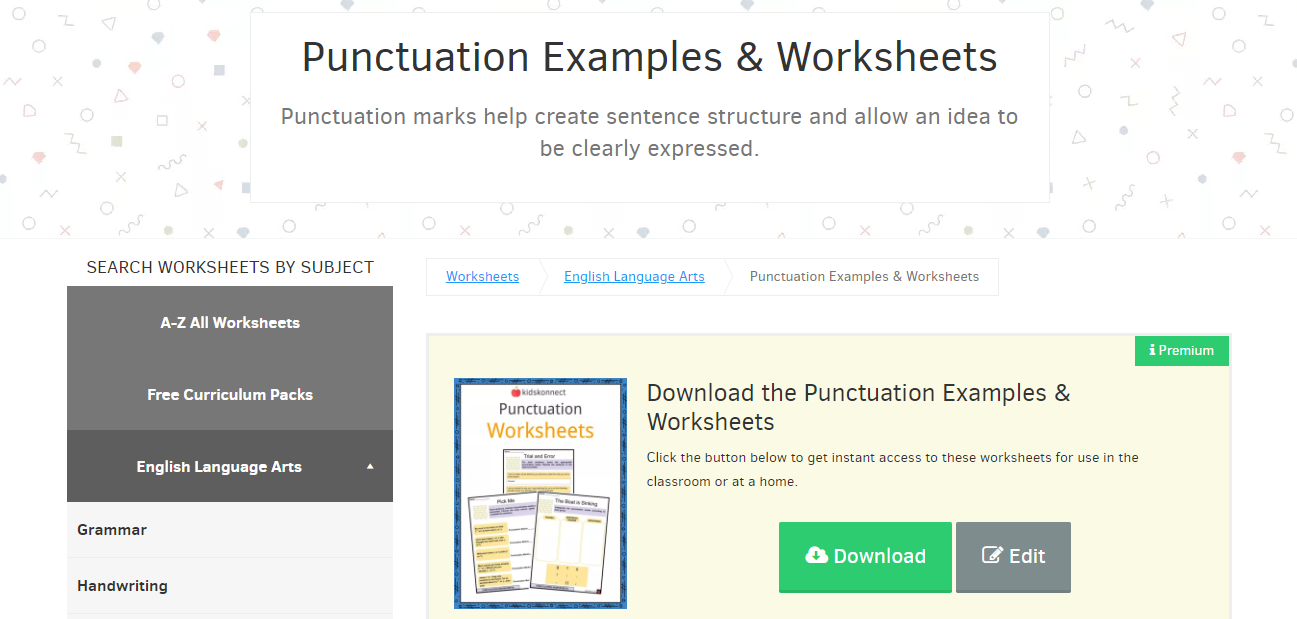 Punctuation Examples & Worksheets
Punctuation marks help create sentence structure and allow an idea to
be clearly expressed.
SEARCH WORKSHEETS BY SUBJECT
A-Z All Worksheets
Free Curriculum Packs
English Language Arts
Grammar
Handwriting
Worksheets
English Language Arts
Punctuation Examples & Worksheets
Premium
kidskonnect
Punctuation
Worksheets
Trial and Error
Pick Me
The Boat is Sinking
Download the Punctuation Examples &
Worksheets
Click the button below to get instant access to these worksheets for use in the
classroom or at a home.
Download
Edit